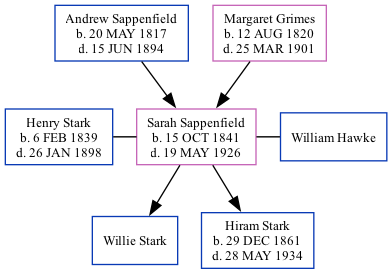 Andrew Sappenfield
b. 20 MAY 1817
d. 15 JUN 1894
Margaret Grimes
b. 12 AUG 1820
d. 25 MAR 1901
Henry Stark
b. 6 FEB 1839
d. 26 JAN 1898
Sarah Sappenfield
b. 15 OCT 1841
d. 19 MAY 1926
William Hawke
Willie Stark
Hiram Stark
b. 29 DEC 1861
d. 28 MAY 1934